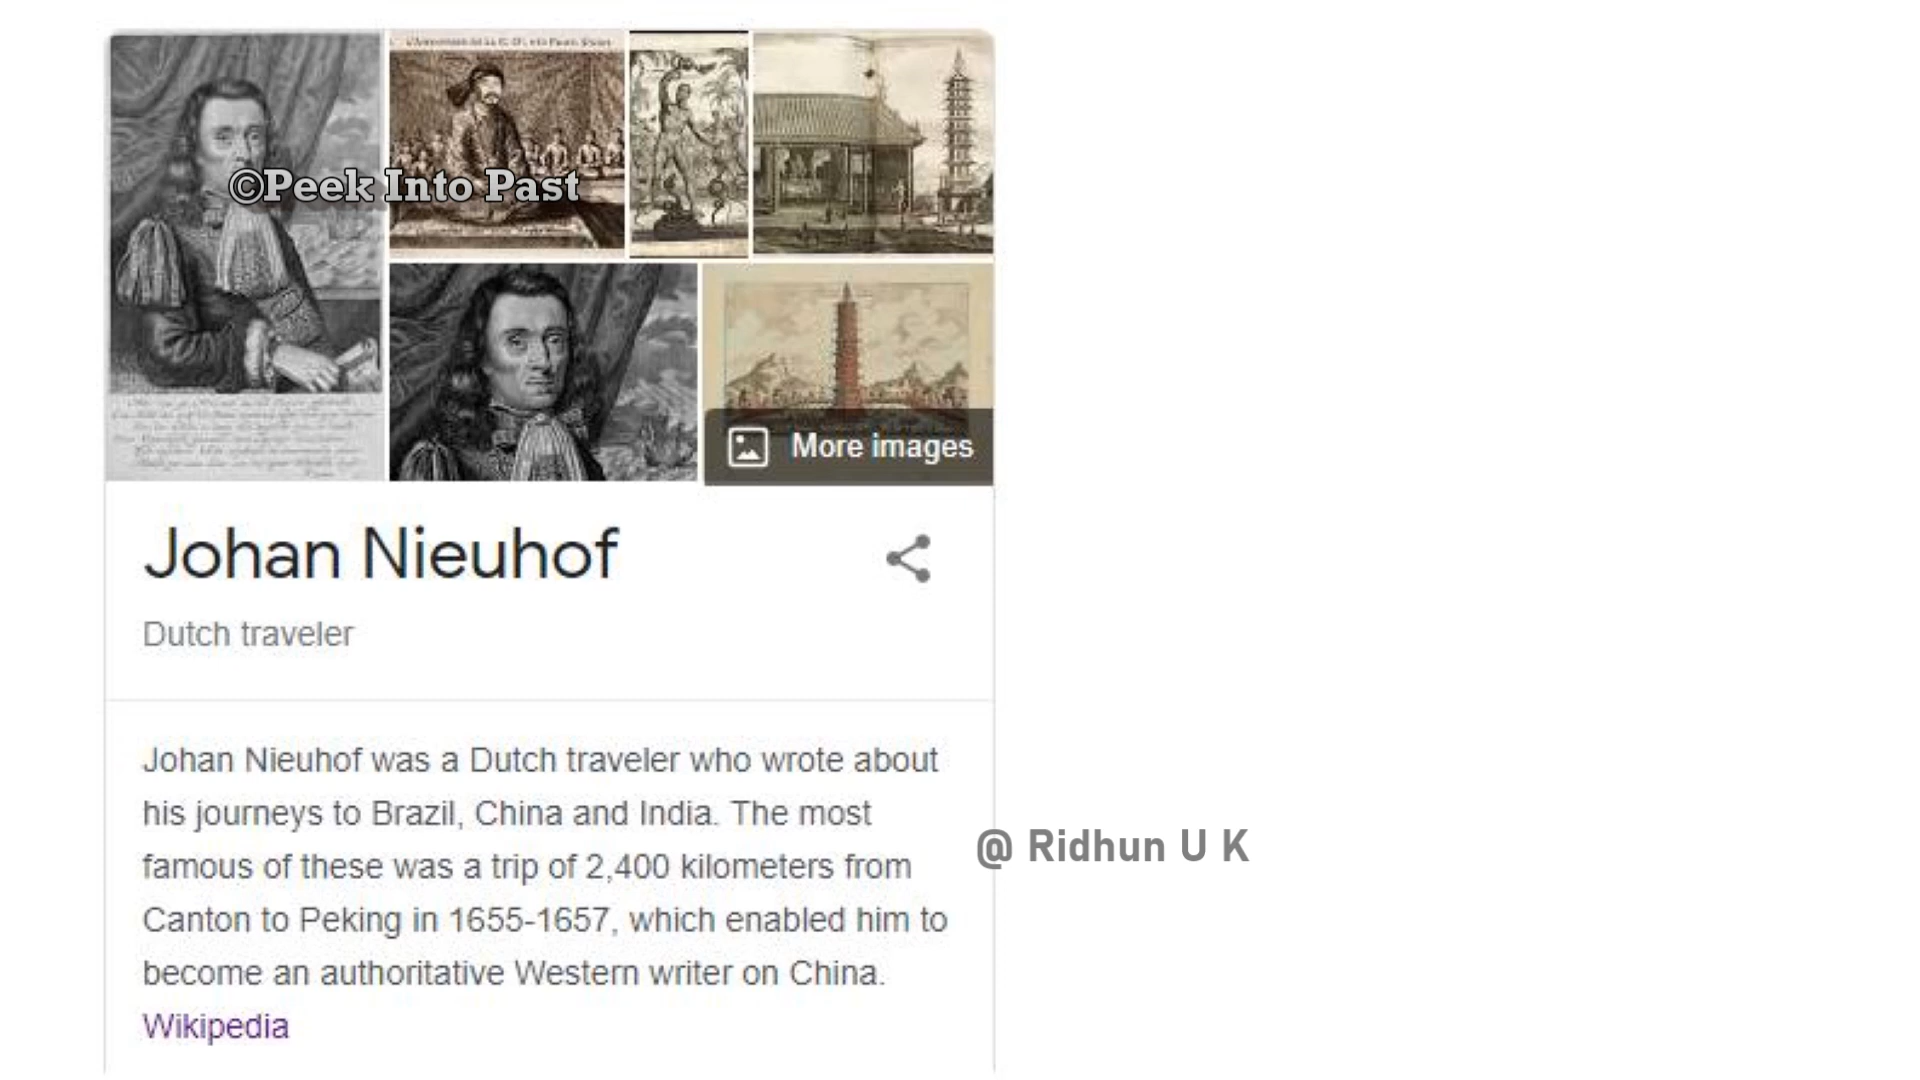 ©Peek Into Past
More images
Johan Nieuhof
Dutch traveler
Johan Nieuhof was a Dutch traveler who wrote about
his journeys to Brazil, China and India. The most
famous of these was a trip of 2,400 kilometers from
Canton to Peking in 1655-1657, which enabled him to
become an authoritative Western writer on China.
Wikipedia
@ Ridhun U K